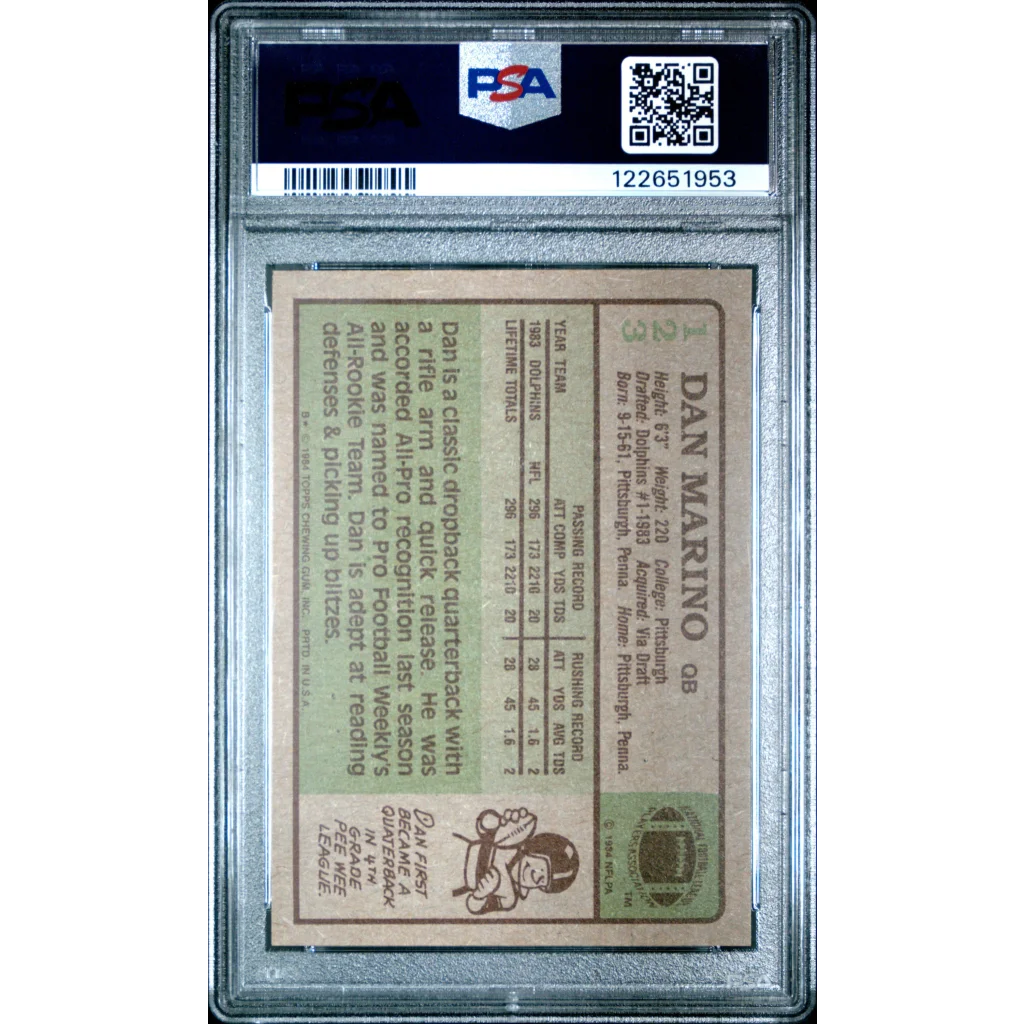 PSA
PSA
122651953
123
DAN MARINO QB
Height: 6'3" Weight: 220 College: Pittsburgh
Drafted: Dolphins #1-1983 Acquired: Via Draft
Born: 9-15-61, Pittsburgh, Penna. Home: Pittsburgh, Penna.
PASSING RECORD RUSHING RECORD
YEAR TEAM ATT COMP YDS TDS ATT YDS AVG TDS
1983 DOLPHINS NFL 296 173 2210 20 28 45 1.6 2
LIFETIME TOTALS 296 173 2210 20 28 45 1.6 2
Dan is a classic dropback quarterback with
a rifle arm and quick release. He was
accorded All-Pro recognition last season
and was named to Pro Football Weekly's
All-Rookie Team. Dan is adept at reading
defenses & picking up blitzes.
B* © 1984 TOPPS CHEWING GUM, INC. PRTD. IN U.S.A.
NATIONAL FOOTBALL
TM
© 1984 NFLPA
DAN FIRST
BECAME A
QUATERBACK
IN 4TH
GRADE
PEE WEE
LEAGUE.